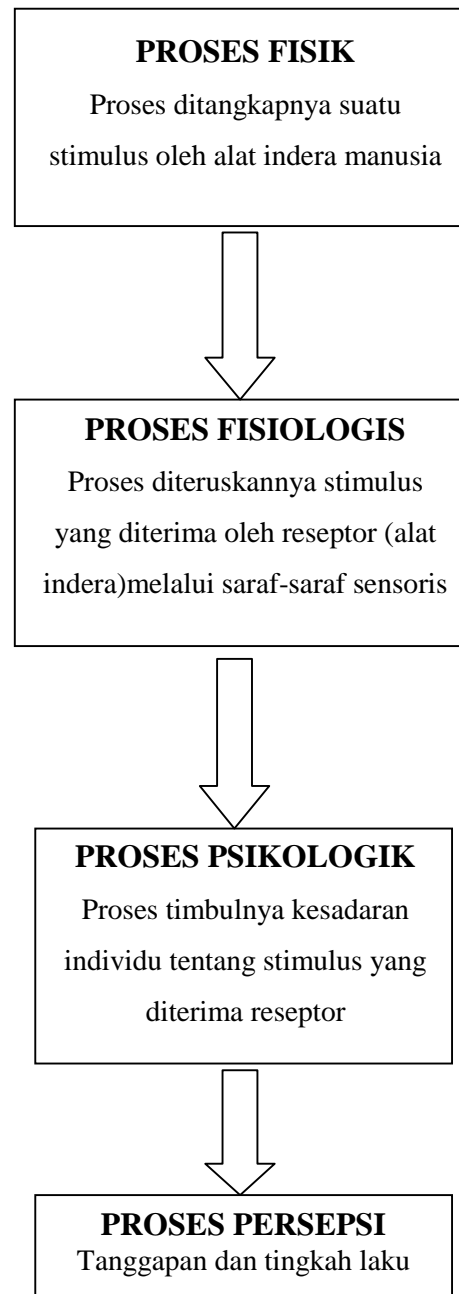 PROSES FISIK
Proses ditangkapnya suatu
stimulus oleh alat indera manusia
PROSES FISIOLOGIS
Proses diteruskannya stimulus
yang diterima oleh reseptor (alat
indera)melalui saraf-saraf sensoris
PROSES PSIKOLOGIK
Proses timbulnya kesadaran
individu tentang stimulus yang
diterima reseptor
PROSES PERSEPSI
Tanggapan dan tingkah laku